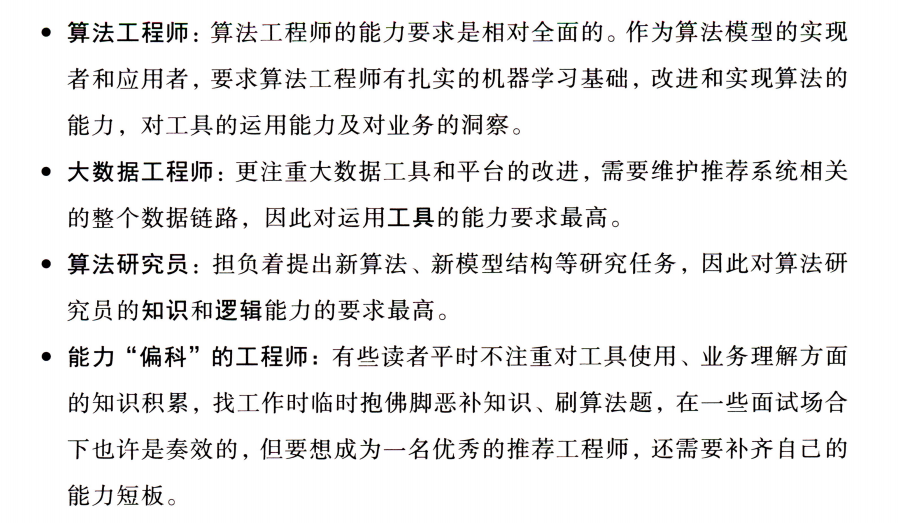 • 算法工程师：算法工程师的能力要求是相对全面的。作为算法模型的实现
者和应用者，要求算法工程师有扎实的机器学习基础，改进和实现算法的
能力，对工具的运用能力及对业务的洞察。
• 大数据工程师：更注重大数据工具和平台的改进，需要维护推荐系统相关
的整个数据链路，因此对运用工具的能力要求最高。
• 算法研究员：担负着提出新算法、新模型结构等研究任务，因此对算法研
究员的知识和逻辑能力的要求最高。
• 能力“偏科”的工程师：有些读者平时不注重对工具使用、业务理解方面
的知识积累，找工作时临时抱佛脚恶补知识、刷算法题，在一些面试场合
下也许是奏效的，但要想成为一名优秀的推荐工程师，还需要补齐自己的
能力短板。